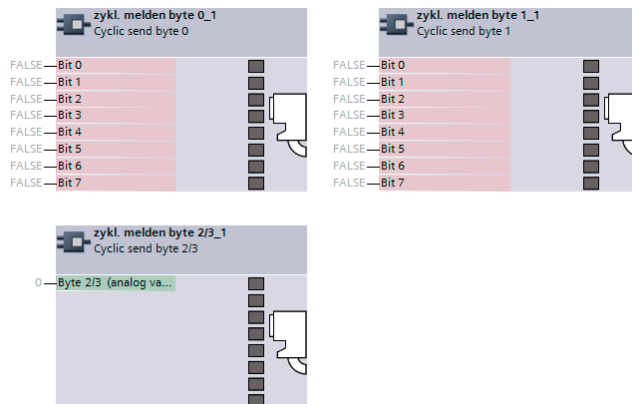 zykl. melden byte 0_1
Cyclic send byte 0
FALSE Bit 0
FALSE Bit 1
FALSE Bit 2
FALSE Bit 3
FALSE Bit 4
FALSE Bit 5
FALSE Bit 6
FALSE Bit 7
zykl. melden byte 1_1
Cyclic send byte 1
FALSE Bit 0
FALSE Bit 1
FALSE Bit 2
FALSE Bit 3
FALSE Bit 4
FALSE Bit 5
FALSE Bit 6
FALSE Bit 7
zykl. melden byte 2/3_1
Cyclic send byte 2/3
0 Byte 2/3 (analog va...